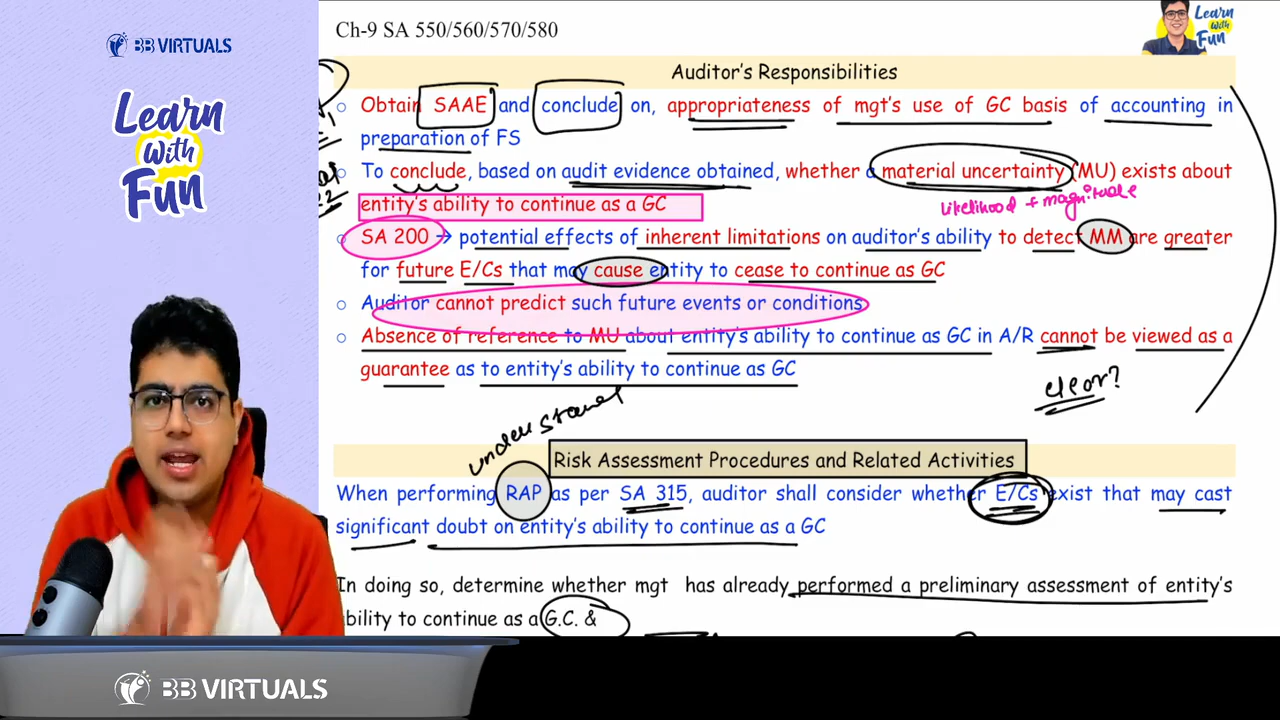 Ch-9 SA 550/560/570/580
BB VIRTUALS
Learn
With
Fun
Learn
With
Fun
Auditor's Responsibilities
o Obtain SAAE and conclude on, appropriateness of mgt's use of GC basis of accounting in
preparation of FS
o To conclude, based on audit evidence obtained, whether a material uncertainty (MU) exists about
entity's ability to continue as a GC
likelihood + magnitude
o SA 200 → potential effects of inherent limitations on auditor's ability to detect MM are greater
for future E/Cs that may cause entity to cease to continue as GC
o Auditor cannot predict such future events or conditions
o Absence of reference to MU about entity's ability to continue as GC in A/R cannot be viewed as a
guarantee as to entity's ability to continue as GC
clear?
understand
Risk Assessment Procedures and Related Activities
When performing RAP as per SA 315, auditor shall consider whether E/Cs exist that may cast
significant doubt on entity's ability to continue as a GC
In doing so, determine whether mgt has already performed a preliminary assessment of entity's
ability to continue as a G.C. &
BB VIRTUALS